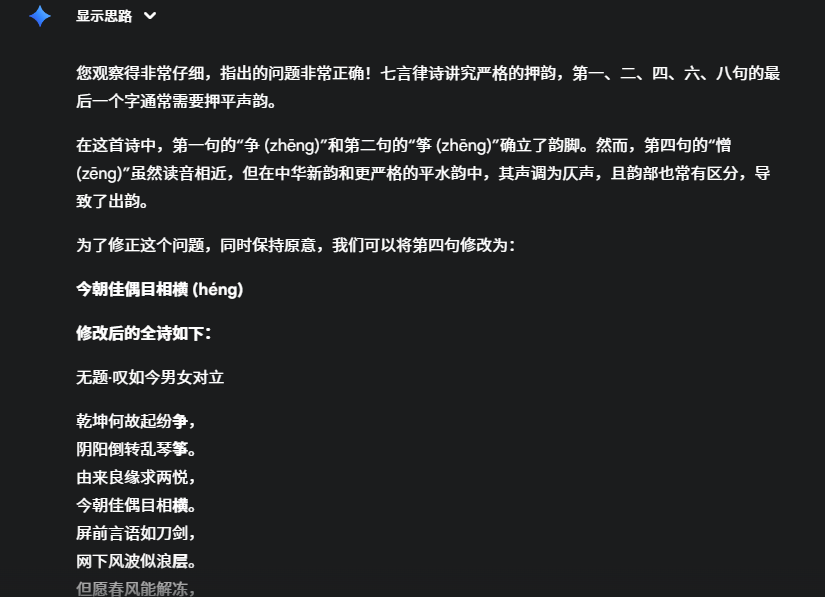 显示思路
您观察得非常仔细，指出的问题非常正确！七言律诗讲究严格的押韵，第一、二、四、六、八句的最
后一个字通常需要押平声韵。
在这首诗中，第一句的“争 (zhēng)”和第二句的“筝 (zhēng)”确立了韵脚。然而，第四句的“憎
(zēng)”虽然读音相近，但在中华新韵和更严格的平水韵中，其声调为仄声，且韵部也常有区分，导
致了出韵。
为了修正这个问题，同时保持原意，我们可以将第四句修改为：
今朝佳偶目相横 (héng)
修改后的全诗如下：
无题·叹如今男女对立
乾坤何故起纷争，
阴阳倒转乱琴筝。
由来良缘求两悦，
今朝佳偶目相横。
屏前言语如刀剑，
网下风波似浪层。
但愿春风能解冻，